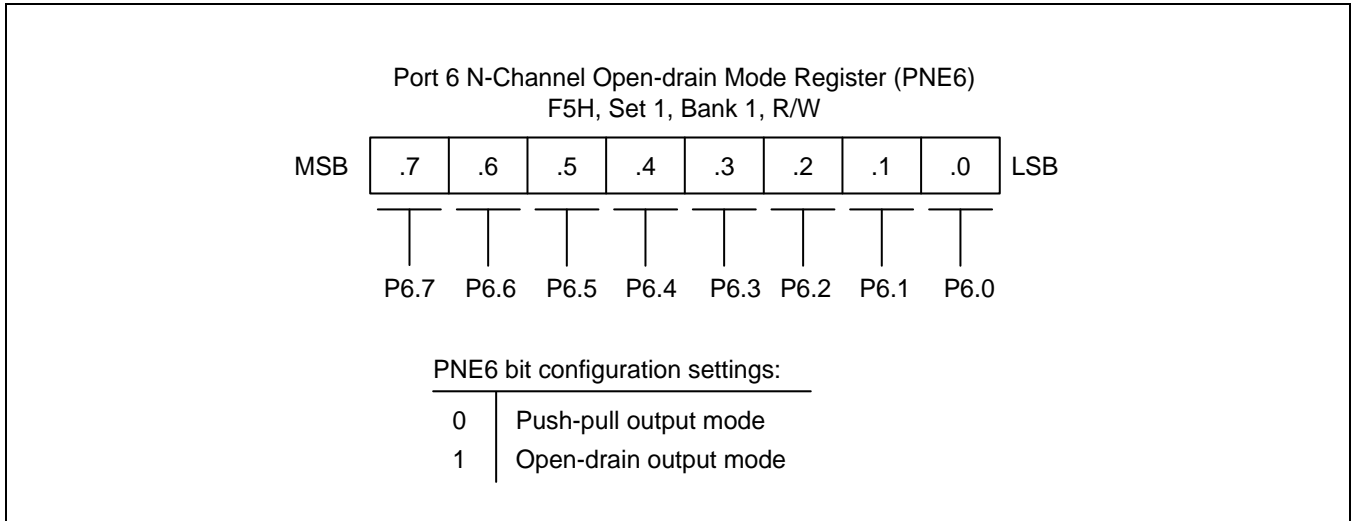 Port 6 N-Channel Open-drain Mode Register (PNE6)
F5H, Set 1, Bank 1, R/W
MSB .7 .6 .5 .4 .3 .2 .1 .0 LSB
P6.7 P6.6 P6.5 P6.4 P6.3 P6.2 P6.1 P6.0
PNE6 bit configuration settings:
0 Push-pull output mode
1 Open-drain output mode